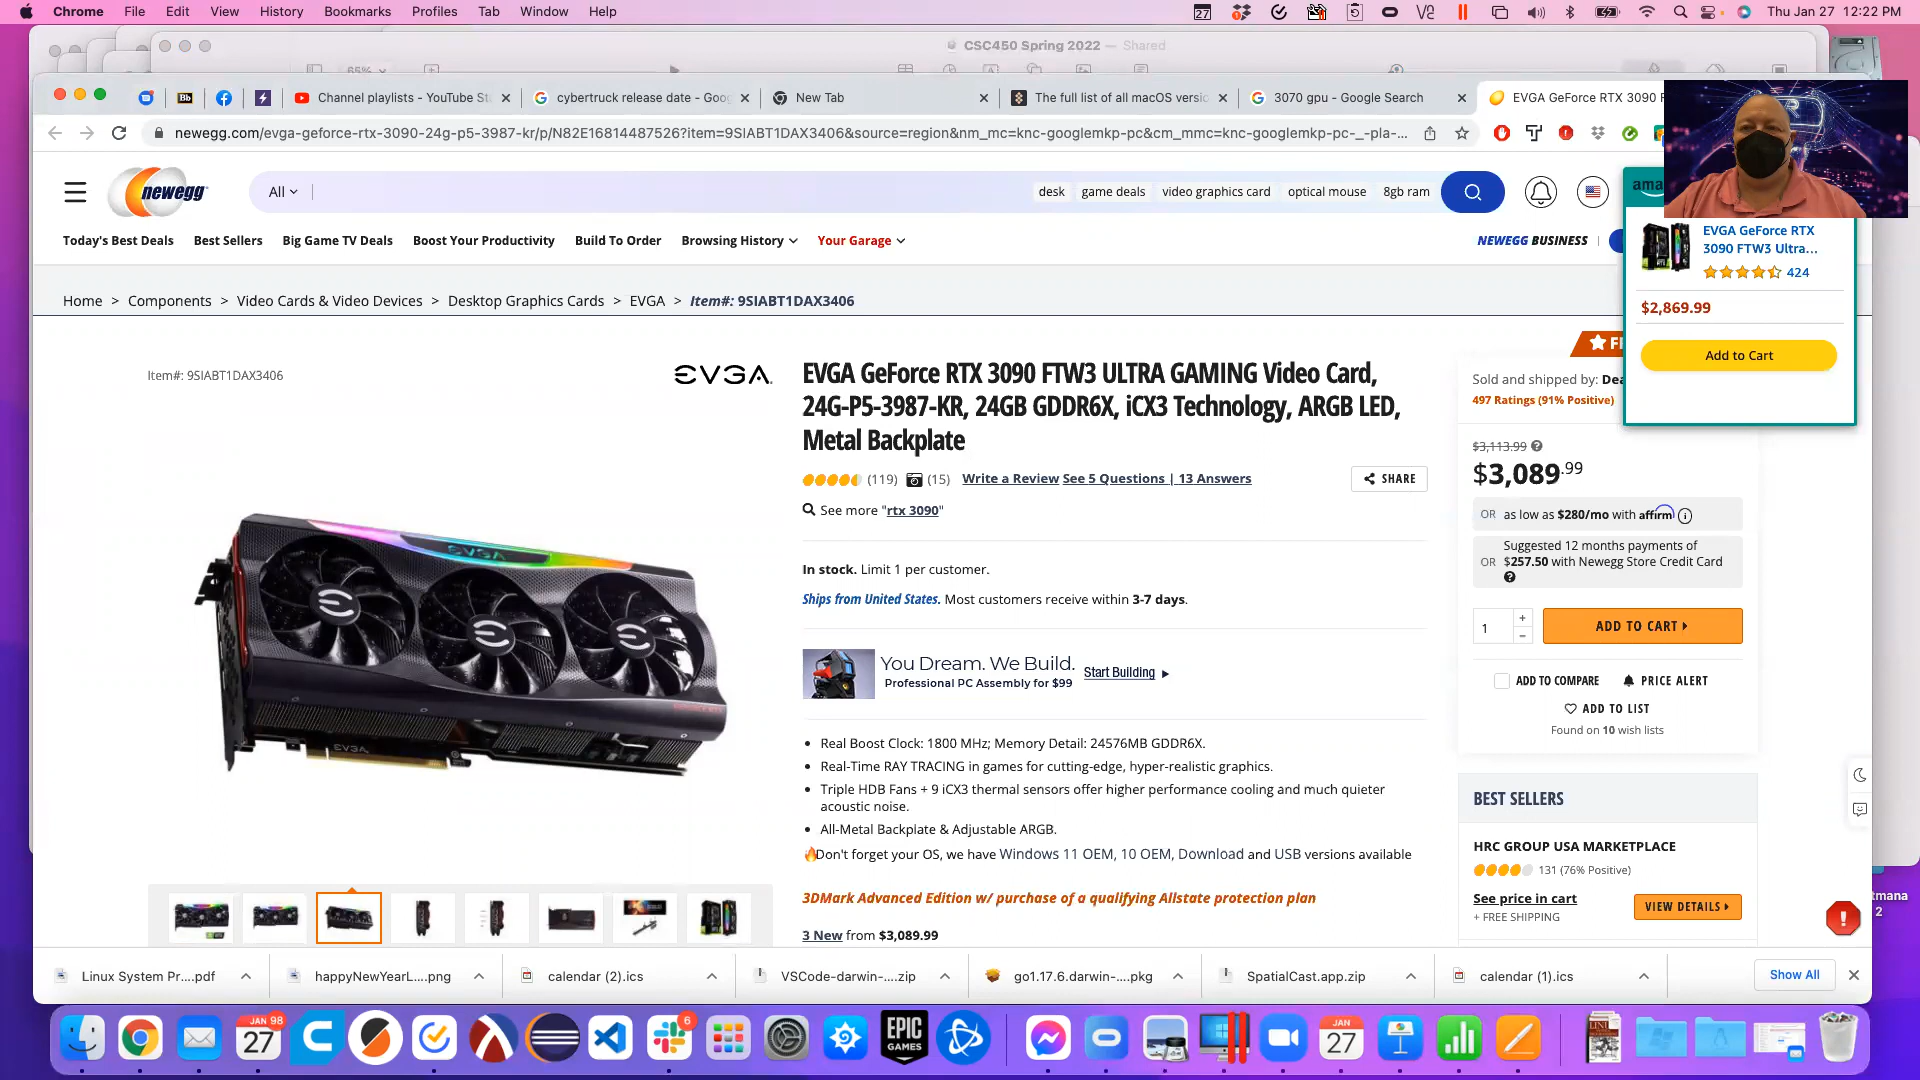 Chrome File Edit View History Bookmarks Profiles Tab Window Help
27 Thu Jan 27 12:22 PM
CSC450 Spring 2022 — Shared
65%
Bb Channel playlists - YouTube St cybertruck release date - Goog New Tab The full list of all macOS versio 3070 gpu - Google Search EVGA GeForce RTX 3090 F
newegg.com/evga-geforce-rtx-3090-24g-p5-3987-kr/p/N82E16814487526?item=9SIABT1DAX3406&source=region&nm_mc=knc-googlemkp-pc&cm_mmc=knc-googlemkp-pc-_-pla-...
newegg All desk game deals video graphics card optical mouse 8gb ram
Today's Best Deals Best Sellers Big Game TV Deals Boost Your Productivity Build To Order Browsing History Your Garage NEWEGG BUSINESS
Home > Components > Video Cards & Video Devices > Desktop Graphics Cards > EVGA > Item#: 9SIABT1DAX3406
ama
EVGA GeForce RTX
3090 FTW3 Ultra...
424
$2,869.99
Add to Cart
Item#: 9SIABT1DAX3406
EVGA
EVGA GeForce RTX 3090 FTW3 ULTRA GAMING Video Card,
24G-P5-3987-KR, 24GB GDDR6X, iCX3 Technology, ARGB LED,
Metal Backplate
(119) (15) Write a Review See 5 Questions | 13 Answers SHARE
See more "rtx 3090"
In stock. Limit 1 per customer.
Ships from United States. Most customers receive within 3-7 days.
You Dream. We Build.
Professional PC Assembly for $99
Start Building
Real Boost Clock: 1800 MHz; Memory Detail: 24576MB GDDR6X.
Real-Time RAY TRACING in games for cutting-edge, hyper-realistic graphics.
Triple HDB Fans + 9 iCX3 thermal sensors offer higher performance cooling and much quieter
acoustic noise.
All-Metal Backplate & Adjustable ARGB.
Don't forget your OS, we have Windows 11 OEM, 10 OEM, Download and USB versions available
3DMark Advanced Edition w/ purchase of a qualifying Allstate protection plan
3 New from $3,089.99
EVGA
EVGA
Sold and shipped by: Dea
497 Ratings (91% Positive)
$3,113.99
$3,089.99
OR as low as $280/mo with affirm
OR Suggested 12 months payments of
$257.50 with Newegg Store Credit Card
1 ADD TO CART
ADD TO COMPARE PRICE ALERT
ADD TO LIST
Found on 10 wish lists
BEST SELLERS
HRC GROUP USA MARKETPLACE
131 (76% Positive)
See price in cart
+ FREE SHIPPING
VIEW DETAILS
tmana
2
Linux System Pr....pdf happyNewYearL....png calendar (2).ics VSCode-darwin-....zip go1.17.6.darwin-....pkg SpatialCast.app.zip calendar (1).ics Show All
JAN 98
27
6
EPIC
GAMES
JAN
27